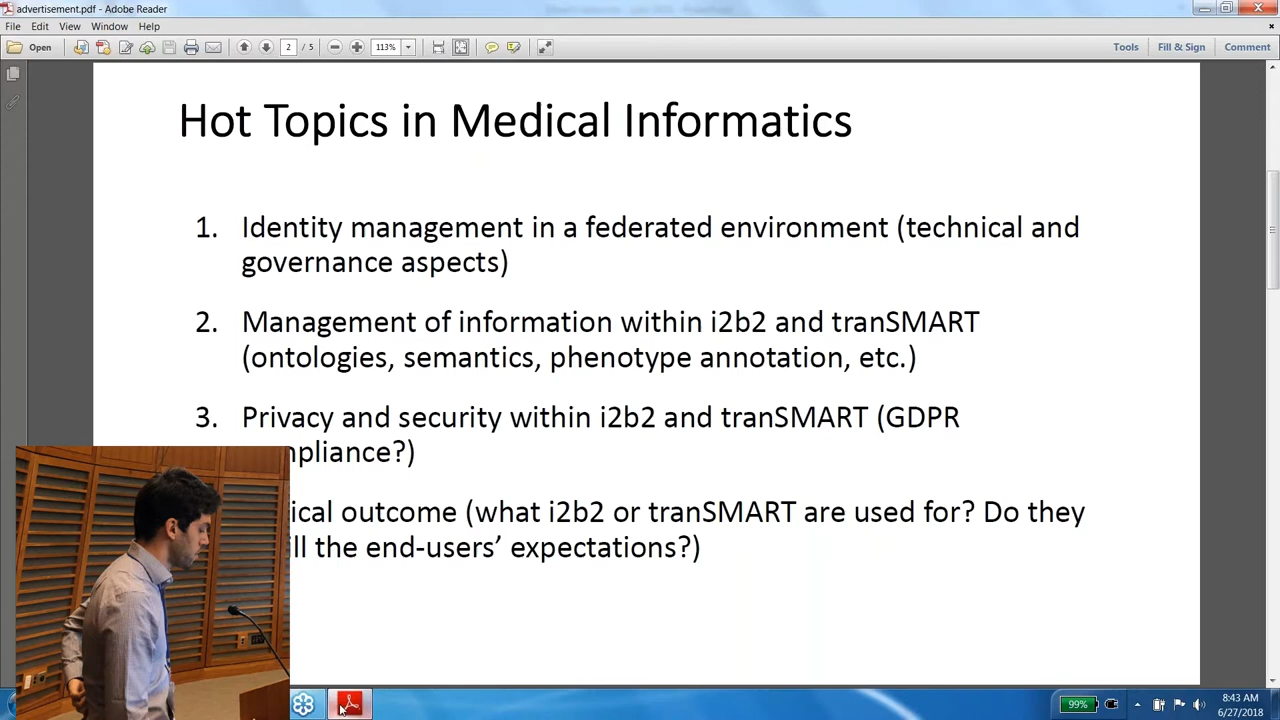 advertisement.pdf - Adobe Reader
File Edit View Window Help
Open 2 / 5 113% Tools Fill & Sign Comment
Hot Topics in Medical Informatics
1. Identity management in a federated environment (technical and
governance aspects)
2. Management of information within i2b2 and tranSMART
(ontologies, semantics, phenotype annotation, etc.)
3. Privacy and security within i2b2 and tranSMART (GDPR
mpliance?)
ical outcome (what i2b2 or tranSMART are used for? Do they
ill the end-users’ expectations?)
99% 8:43 AM
6/27/2018